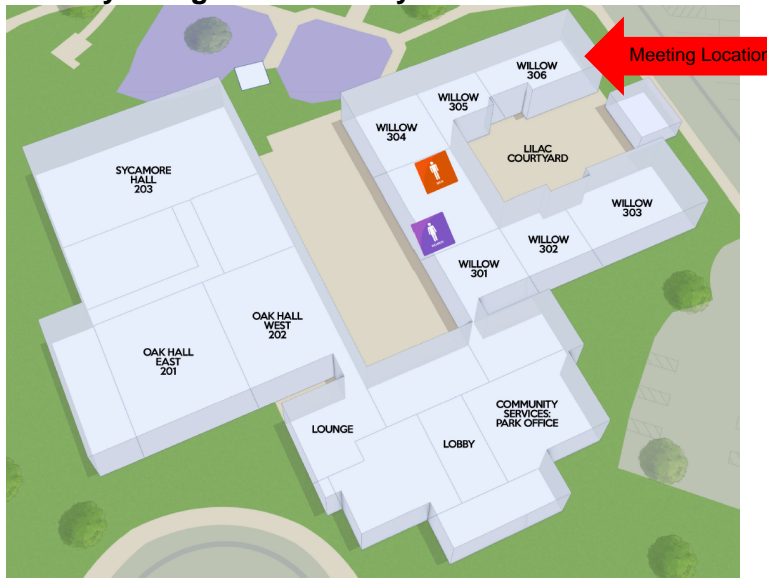 Meeting Location
WILLOW
306
WILLOW
305
WILLOW
304
LILAC
COURTYARD
SYCAMORE
HALL
203
WILLOW
303
WILLOW
302
WILLOW
301
OAK HALL
WEST
202
OAK HALL
EAST
201
COMMUNITY
SERVICES:
PARK OFFICE
LOUNGE
LOBBY